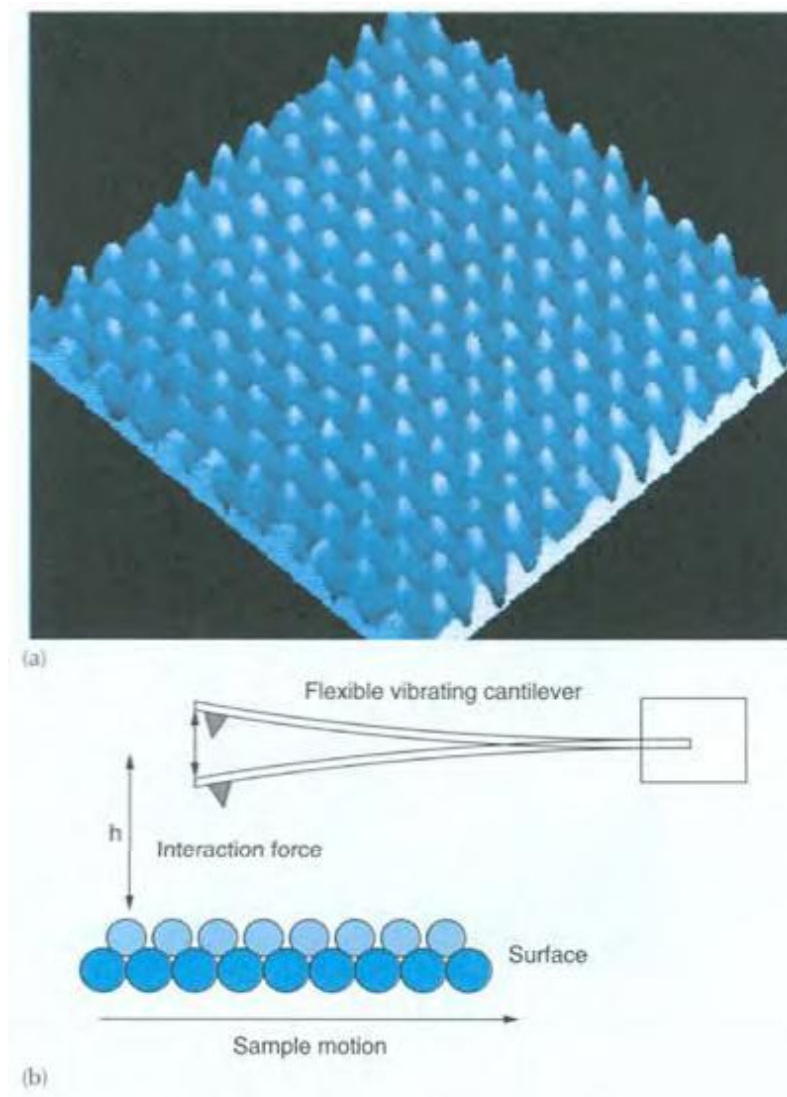 (a)
Flexible vibrating cantilever
h
Interaction force
Surface
Sample motion
(b)